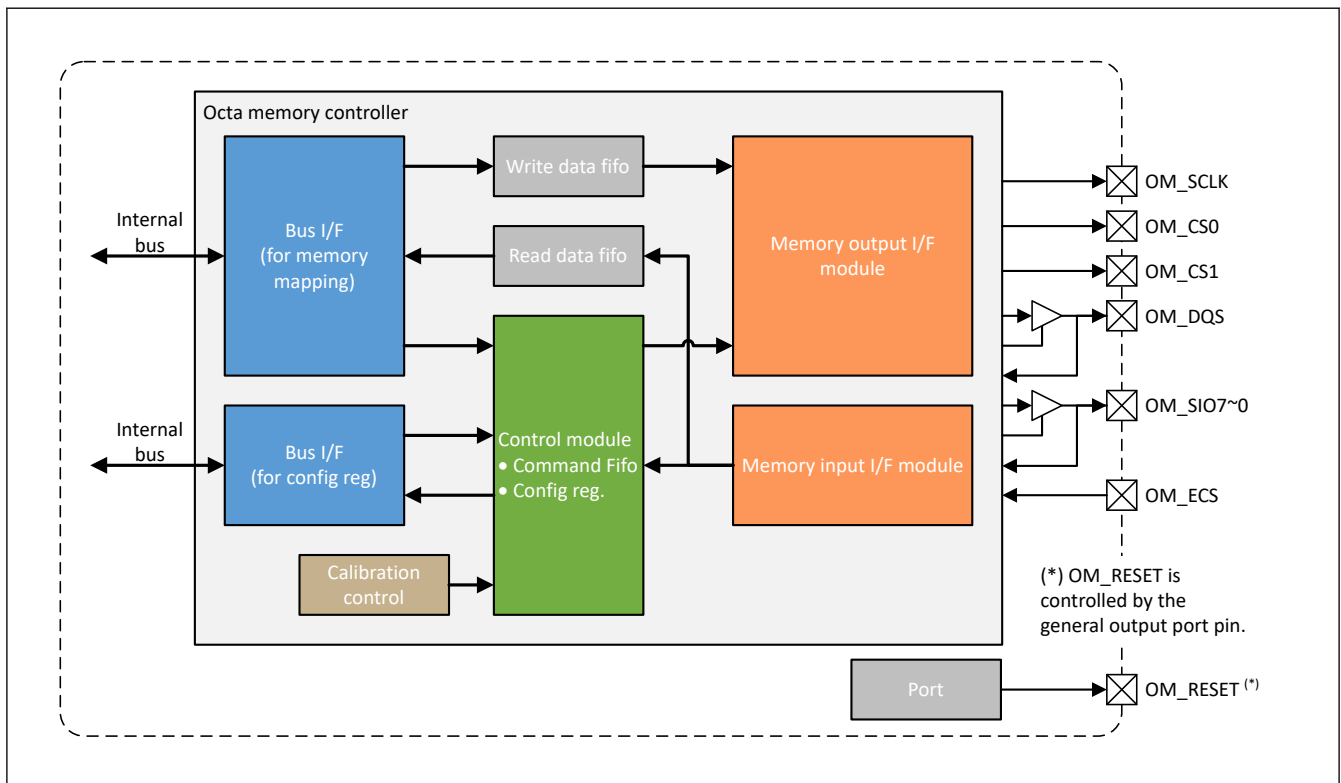 Octa memory controller
Internal
bus
Bus I/F
(for memory
mapping)
Write data fifo
Read data fifo
Memory output I/F
module
Internal
bus
Bus I/F
(for config reg)
Control module
● Command Fifo
● Config reg.
Memory input I/F module
Calibration
control
OM_SCLK
OM_CS0
OM_CS1
OM_DQS
OM_SIO7~0
OM_ECS
(*) OM_RESET is
controlled by the
general output port pin.
Port
OM_RESET (*)